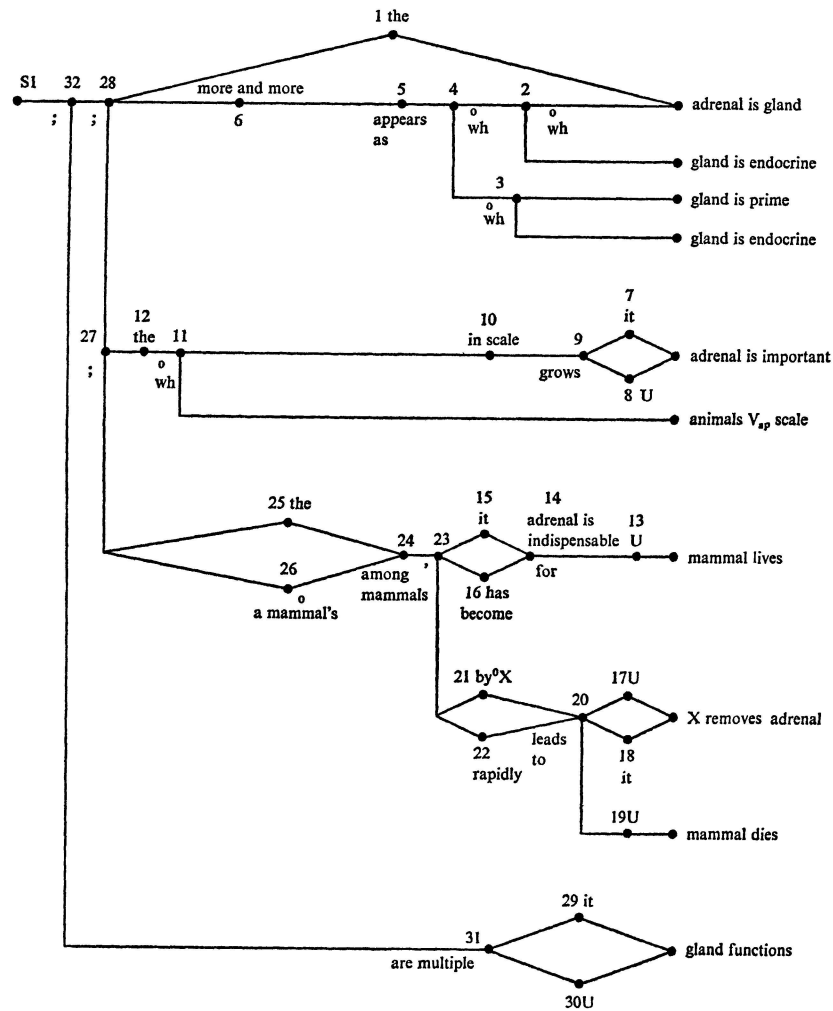 1 the
S1 32 28 more and more 5 4 2 adrenal is gland
; ; 6 appears as o wh o wh
gland is endocrine
3 gland is prime
o wh
gland is endocrine
7 it
12 the 11 10 in scale 9
27 adrenal is important
; o wh grows
8 U
animals Vap scale
25 the 15 it 14 adrenal is indispensable 13 U
24 23 mammal lives
26 o a mammal's among mammals , 16 has become for
21 by⁰X 20 17U
X removes adrenal
22 rapidly leads to 18 it
19U
mammal dies
29 it
31 gland functions
are multiple
30U